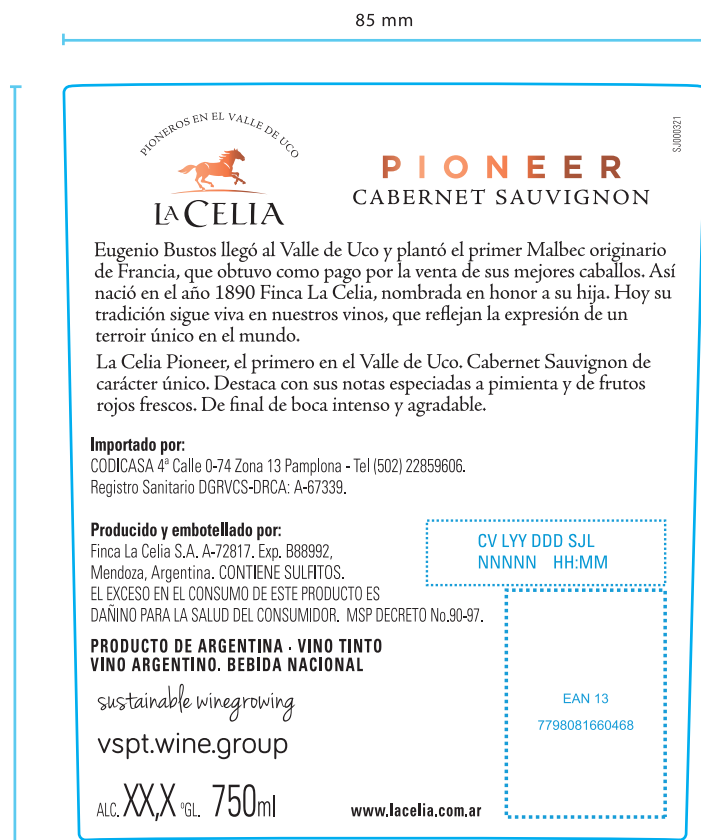 85 mm
PIONEROS EN EL VALLE DE UCO
LA CELIA
PIONEER
CABERNET SAUVIGNON
SJ000321
Eugenio Bustos llegó al Valle de Uco y plantó el primer Malbec originario
de Francia, que obtuvo como pago por la venta de sus mejores caballos. Así
nació en el año 1890 Finca La Celia, nombrada en honor a su hija. Hoy su
tradición sigue viva en nuestros vinos, que reflejan la expresión de un
terroir único en el mundo.
La Celia Pioneer, el primero en el Valle de Uco. Cabernet Sauvignon de
carácter único. Destaca con sus notas especiadas a pimienta y de frutos
rojos frescos. De final de boca intenso y agradable.
Importado por:
CODICASA 4ª Calle 0-74 Zona 13 Pamplona - Tel (502) 22859606.
Registro Sanitario DGRVCS-DRCA: A-67339.
Producido y embotellado por:
Finca La Celia S.A. A-72817. Exp. B88992,
Mendoza, Argentina. CONTIENE SULFITOS.
EL EXCESO EN EL CONSUMO DE ESTE PRODUCTO ES
DAÑINO PARA LA SALUD DEL CONSUMIDOR. MSP DECRETO No.90-97.
CV LYY DDD SJL
NNNNN HH:MM
PRODUCTO DE ARGENTINA · VINO TINTO
VINO ARGENTINO. BEBIDA NACIONAL
sustainable winegrowing
vspt.wine.group
EAN 13
7798081660468
ALC. XX,X °GL. 750ml
www.lacelia.com.ar